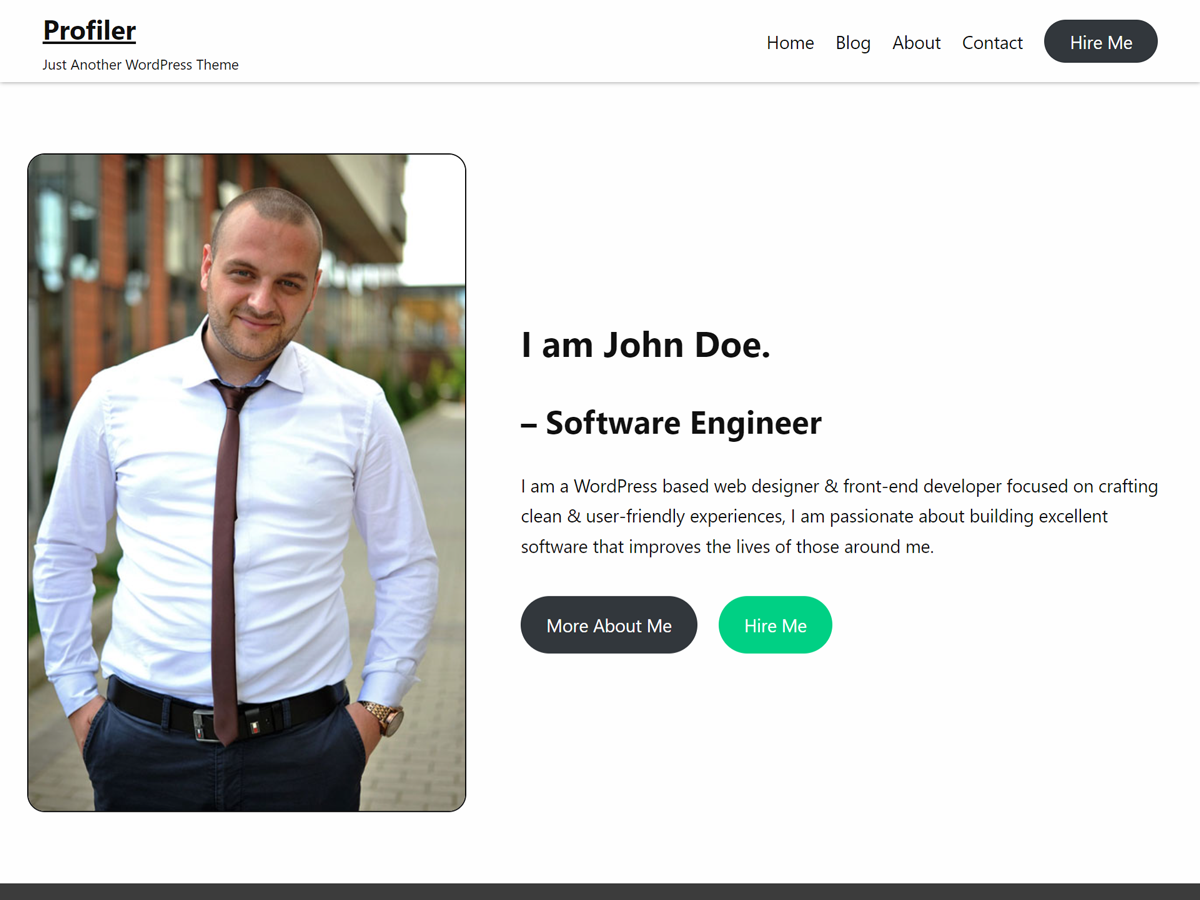 Profiler
Just Another WordPress Theme
Home Blog About Contact Hire Me
I am John Doe.
– Software Engineer
I am a WordPress based web designer & front-end developer focused on crafting
clean & user-friendly experiences, I am passionate about building excellent
software that improves the lives of those around me.
More About Me Hire Me